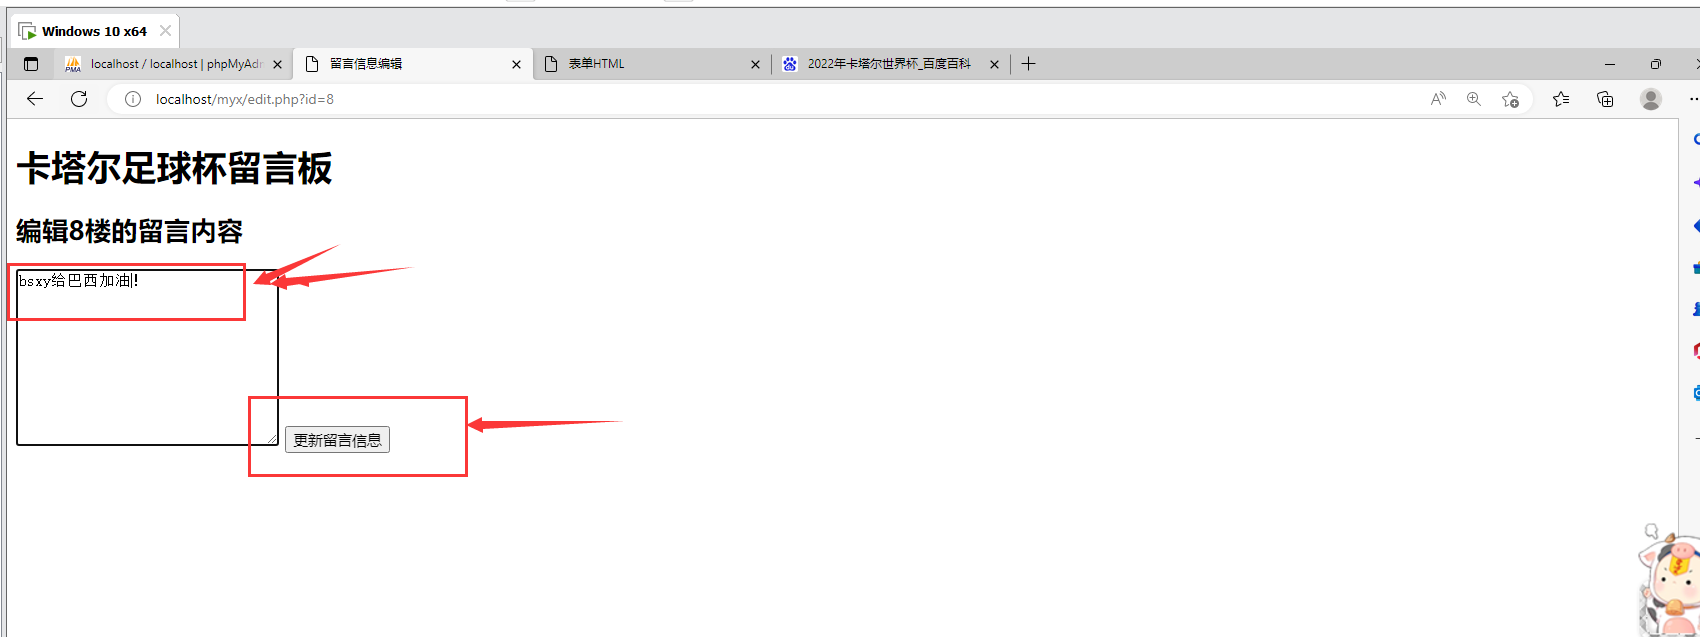 Windows 10 x64
localhost / localhost | phpMyAdr
留言信息编辑
表单HTML
2022年卡塔尔世界杯_百度百科
localhost/myx/edit.php?id=8
卡塔尔足球杯留言板
编辑8楼的留言内容
bsxy给巴西加油!
更新留言信息